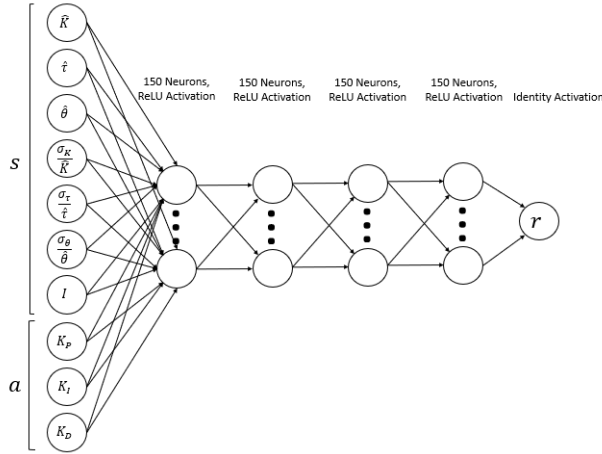 K̂
150 Neurons, 150 Neurons, 150 Neurons, 150 Neurons,
τ̂
ReLU Activation ReLU Activation ReLU Activation ReLU Activation Identity Activation
θ̂
s
σ_K/K̂
σ_τ/τ̂
r
σ_θ/θ̂
I
K_P
a
K_I
K_D